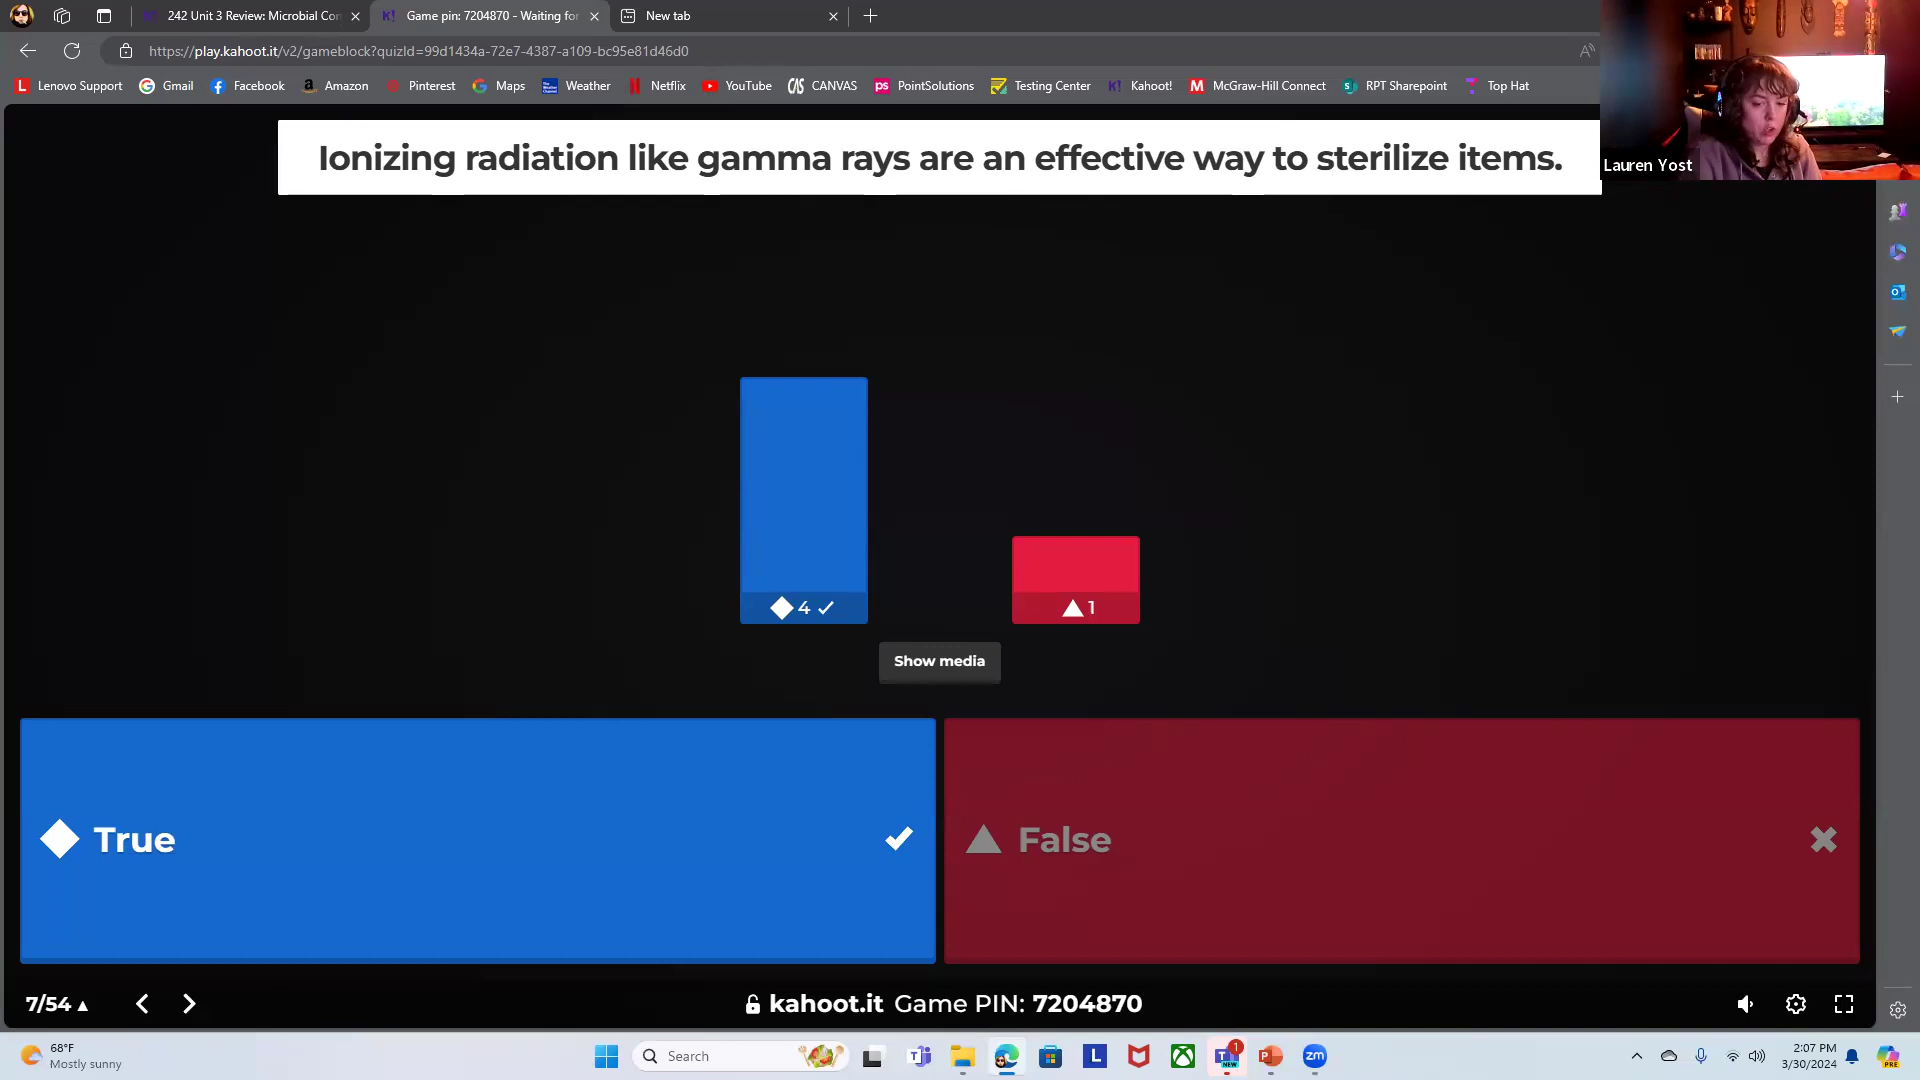 242 Unit 3 Review: Microbial Con
Game pin: 7204870 - Waiting for
New tab
https://play.kahoot.it/v2/gameblock?quizId=99d1434a-72e7-4387-a109-bc95e81d46d0
Lenovo Support
Gmail
Facebook
Amazon
Pinterest
Maps
Weather
Netflix
YouTube
CANVAS
PointSolutions
Testing Center
Kahoot!
McGraw-Hill Connect
RPT Sharepoint
Top Hat
Ionizing radiation like gamma rays are an effective way to sterilize items.
Lauren Yost
4
1
Show media
True
False
7/54
kahoot.it Game PIN: 7204870
68°F
Mostly sunny
Search
1
NEW
2:07 PM
3/30/2024
PRE